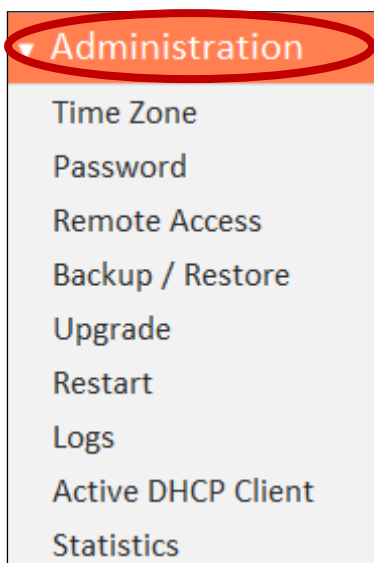 Administration
Time Zone
Password
Remote Access
Backup / Restore
Upgrade
Restart
Logs
Active DHCP Client
Statistics